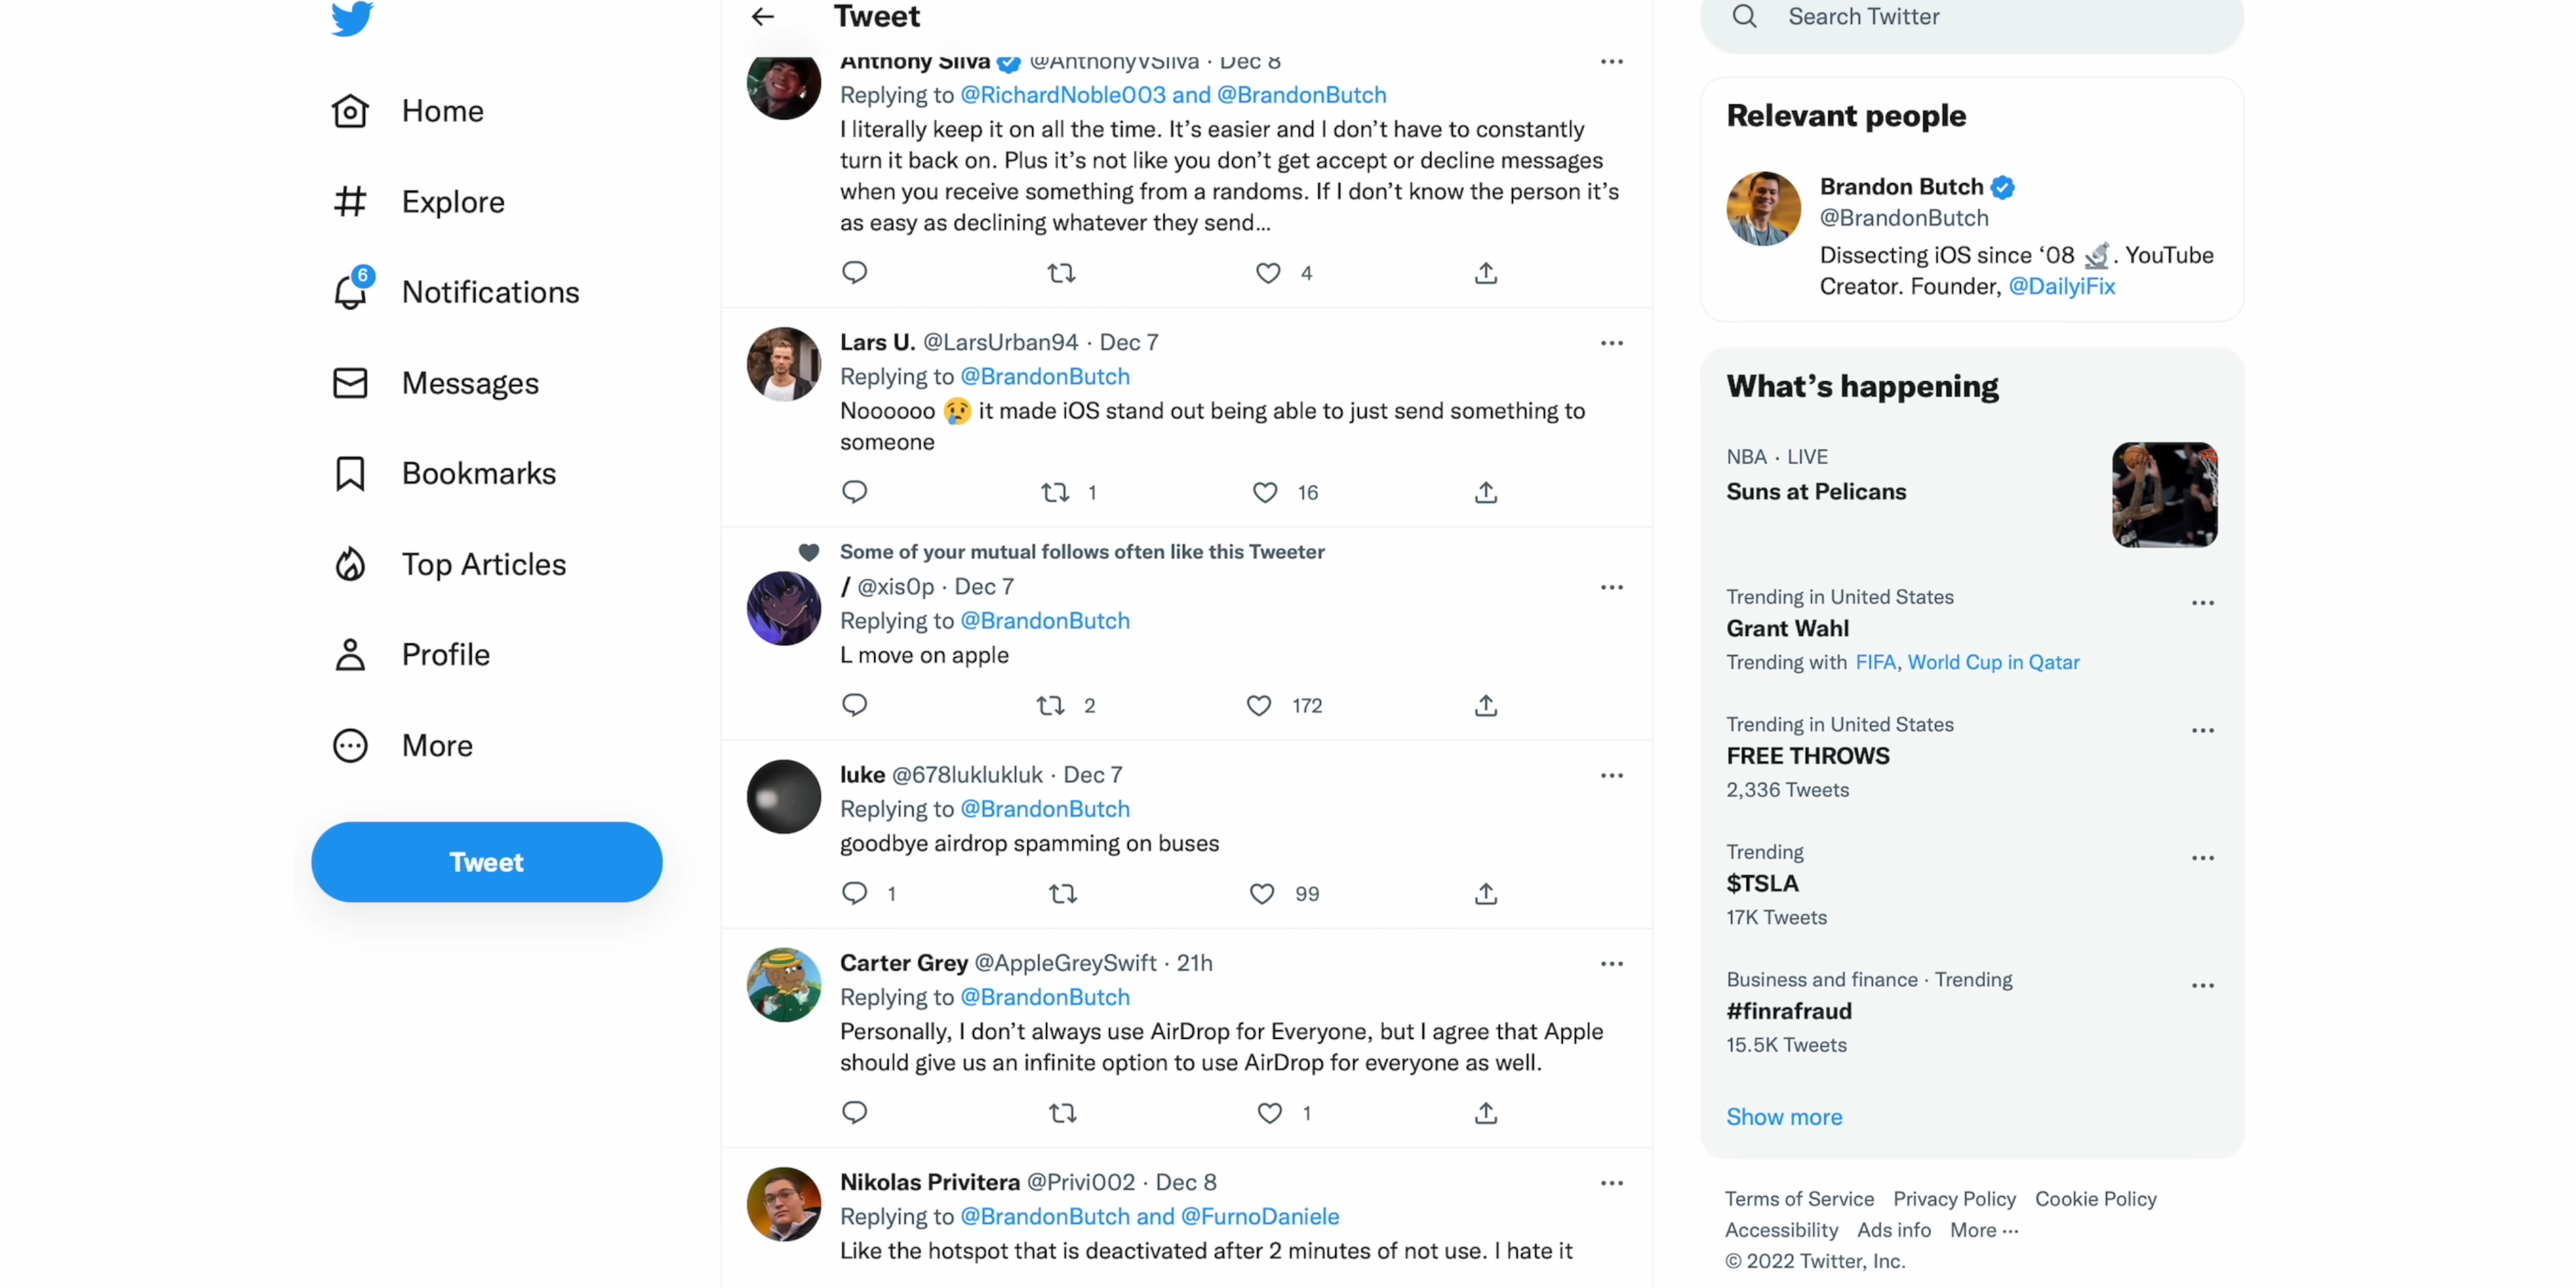 Home
Explore
6
Notifications
Messages
Bookmarks
Top Articles
Profile
More
Tweet
Tweet
Anthony Silva @AnthonyVSilva · Dec 8
Replying to @RichardNoble003 and @BrandonButch
I literally keep it on all the time. It’s easier and I don’t have to constantly
turn it back on. Plus it’s not like you don’t get accept or decline messages
when you receive something from a randoms. If I don’t know the person it’s
as easy as declining whatever they send...
4
Lars U. @LarsUrban94 · Dec 7
Replying to @BrandonButch
Noooooo 😢 it made iOS stand out being able to just send something to
someone
1 16
Some of your mutual follows often like this Tweeter
/ @xis0p · Dec 7
Replying to @BrandonButch
L move on apple
2 172
luke @678luklukluk · Dec 7
Replying to @BrandonButch
goodbye airdrop spamming on buses
1 99
Carter Grey @AppleGreySwift · 21h
Replying to @BrandonButch
Personally, I don’t always use AirDrop for Everyone, but I agree that Apple
should give us an infinite option to use AirDrop for everyone as well.
1
Nikolas Privitera @Privi002 · Dec 8
Replying to @BrandonButch and @FurnoDaniele
Like the hotspot that is deactivated after 2 minutes of not use. I hate it
Search Twitter
Relevant people
Brandon Butch
@BrandonButch
Dissecting iOS since ‘08 🔬. YouTube
Creator. Founder, @DailyiFix
What’s happening
NBA · LIVE
Suns at Pelicans
Trending in United States
Grant Wahl
Trending with FIFA, World Cup in Qatar
Trending in United States
FREE THROWS
2,336 Tweets
Trending
$TSLA
17K Tweets
Business and finance · Trending
#finrafraud
15.5K Tweets
Show more
Terms of Service Privacy Policy Cookie Policy
Accessibility Ads info More ···
© 2022 Twitter, Inc.